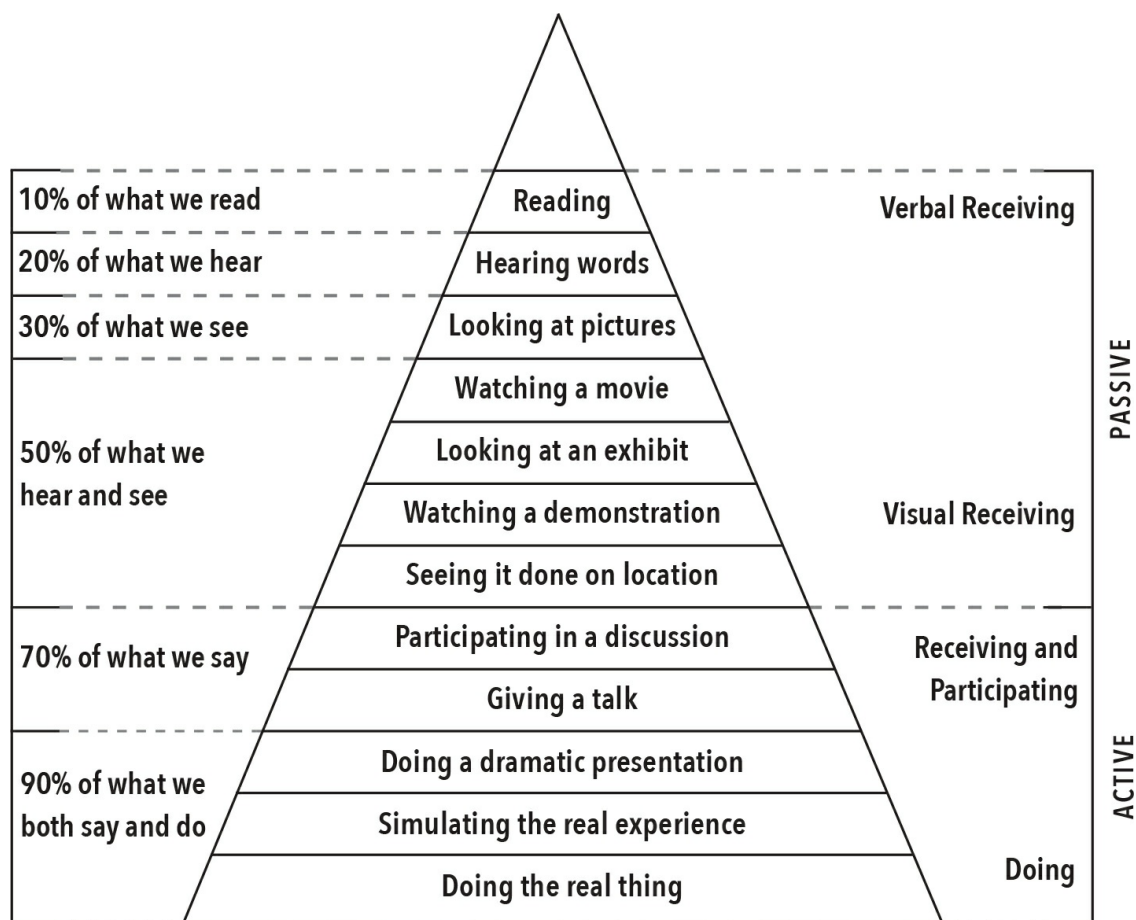 10% of what we read
Reading
Verbal Receiving
20% of what we hear
Hearing words
30% of what we see
Looking at pictures
Watching a movie
PASSIVE
50% of what we
hear and see
Looking at an exhibit
Watching a demonstration
Visual Receiving
Seeing it done on location
70% of what we say
Participating in a discussion
Receiving and
Participating
Giving a talk
90% of what we
both say and do
Doing a dramatic presentation
ACTIVE
Simulating the real experience
Doing
Doing the real thing